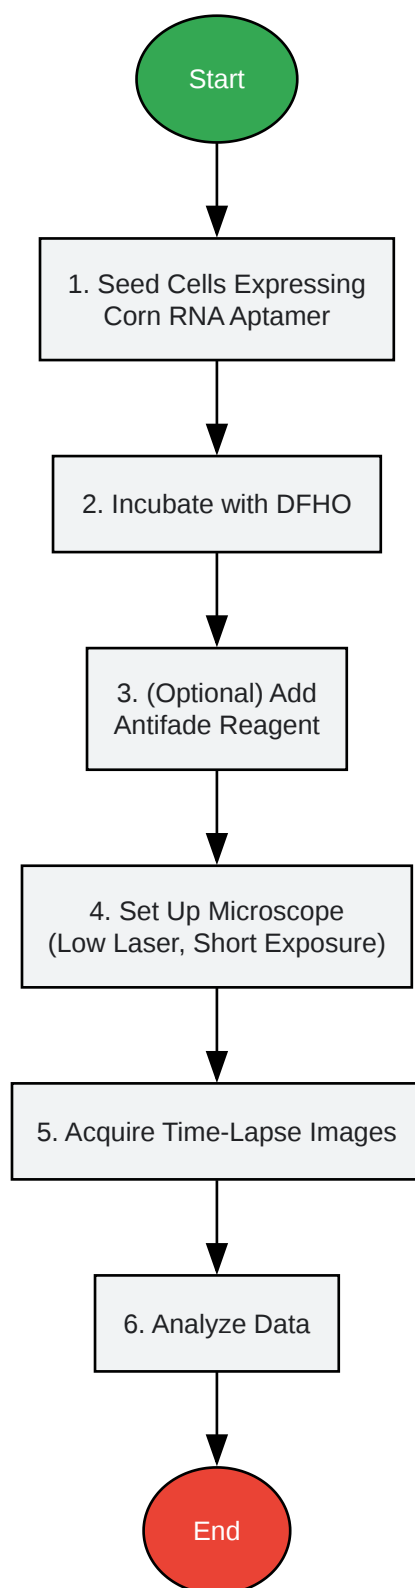 Start
1. Seed Cells Expressing
Corn RNA Aptamer
2. Incubate with DFHO
3. (Optional) Add
Antifade Reagent
4. Set Up Microscope
(Low Laser, Short Exposure)
5. Acquire Time-Lapse Images
6. Analyze Data
End